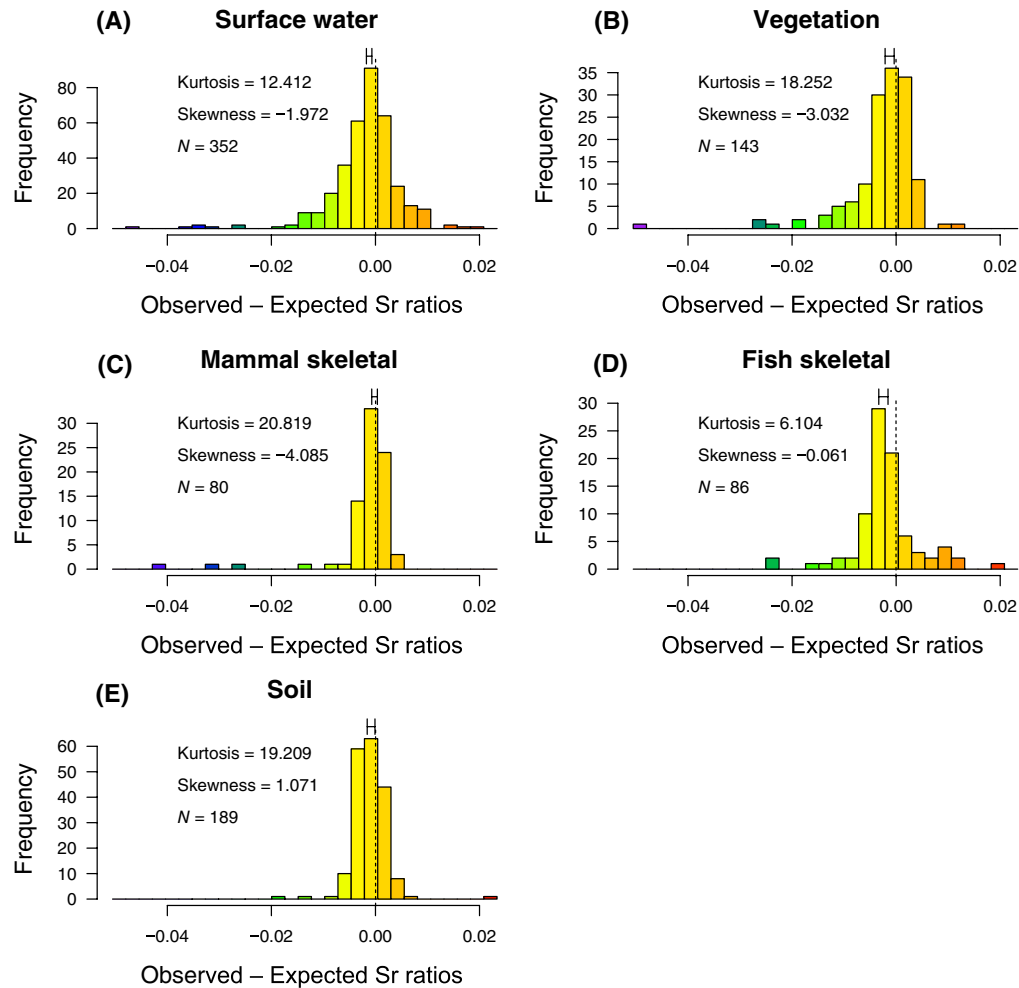 (A) Surface water
Frequency
80
60
40
20
0
Kurtosis = 12.412
Skewness = −1.972
N = 352
−0.04 −0.02 0.00 0.02
Observed – Expected Sr ratios
(B) Vegetation
Frequency
35
30
25
20
15
10
5
0
Kurtosis = 18.252
Skewness = −3.032
N = 143
−0.04 −0.02 0.00 0.02
Observed – Expected Sr ratios
(C) Mammal skeletal
Frequency
30
25
20
15
10
5
0
Kurtosis = 20.819
Skewness = −4.085
N = 80
−0.04 −0.02 0.00 0.02
Observed – Expected Sr ratios
(D) Fish skeletal
Frequency
30
25
20
15
10
5
0
Kurtosis = 6.104
Skewness = −0.061
N = 86
−0.04 −0.02 0.00 0.02
Observed – Expected Sr ratios
(E) Soil
Frequency
60
50
40
30
20
10
0
Kurtosis = 19.209
Skewness = 1.071
N = 189
−0.04 −0.02 0.00 0.02
Observed – Expected Sr ratios